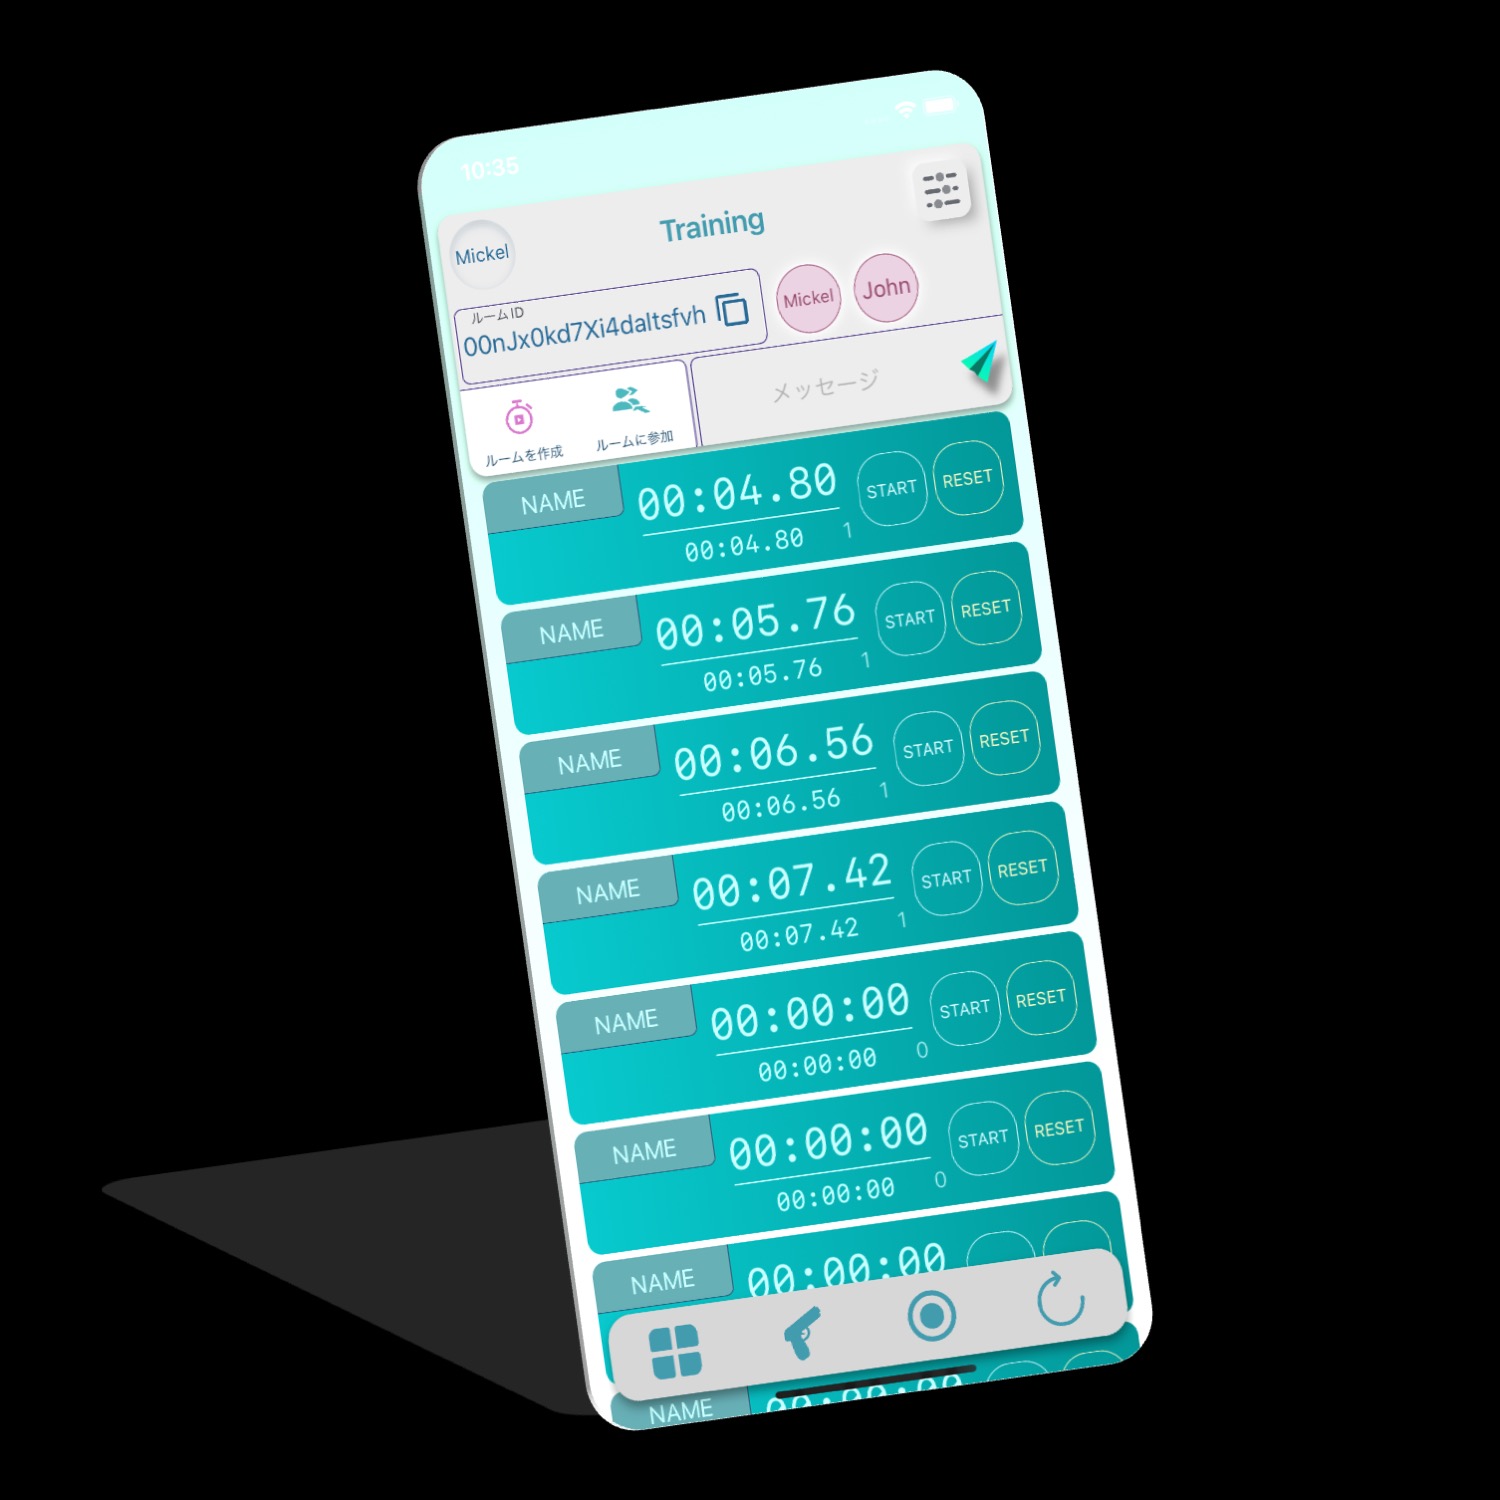 10:35
Mickel
Training
ルームID
00nJx0kd7Xi4daltsfvh
Mickel
John
ルームを作成
ルームに参加
メッセージ
NAME
00:04.80
START
RESET
00:04.80
1
NAME
00:05.76
START
RESET
00:05.76
1
NAME
00:06.56
START
RESET
00:06.56
1
NAME
00:07.42
START
RESET
00:07.42
1
NAME
00:00:00
START
RESET
00:00:00
0
NAME
00:00:00
START
RESET
00:00:00
0
NAME
00:00:00
NAME
00:00:00